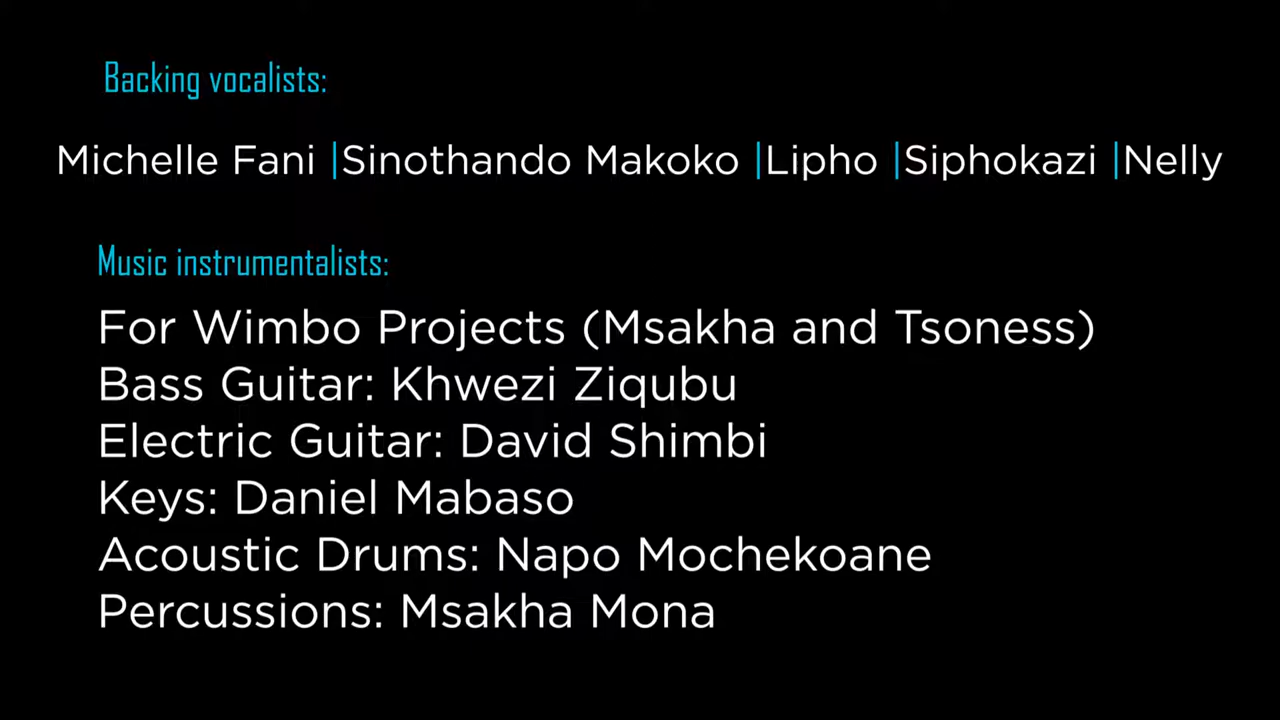 Backing vocalists:
Michelle Fani |Sinothando Makoko |Lipho |Siphokazi |Nelly
Music instrumentalists:
For Wimbo Projects (Msakha and Tsoness)
Bass Guitar: Khwezi Ziqubu
Electric Guitar: David Shimbi
Keys: Daniel Mabaso
Acoustic Drums: Napo Mochekoane
Percussions: Msakha Mona